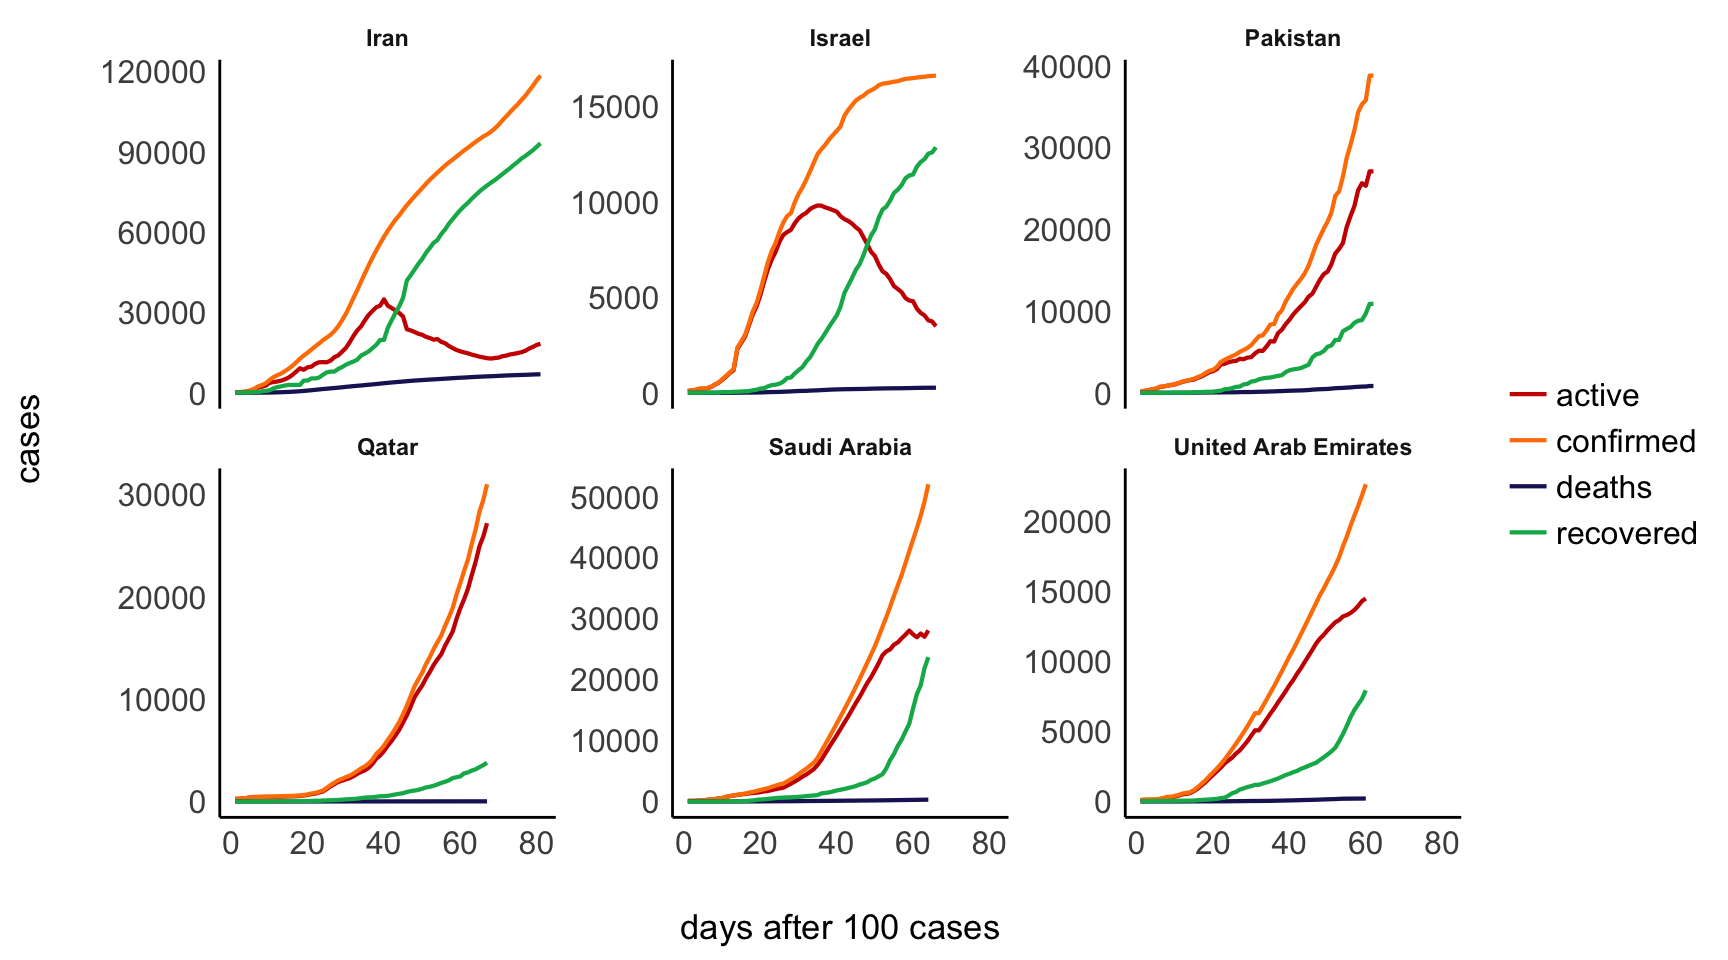 Iran
Israel
Pakistan
120000
90000
60000
30000
0
15000
10000
5000
0
40000
30000
20000
10000
0
cases
Qatar
Saudi Arabia
United Arab Emirates
30000
20000
10000
0
50000
40000
30000
20000
10000
0
20000
15000
10000
5000
0
0 20 40 60 80
0 20 40 60 80
0 20 40 60 80
days after 100 cases
active
confirmed
deaths
recovered